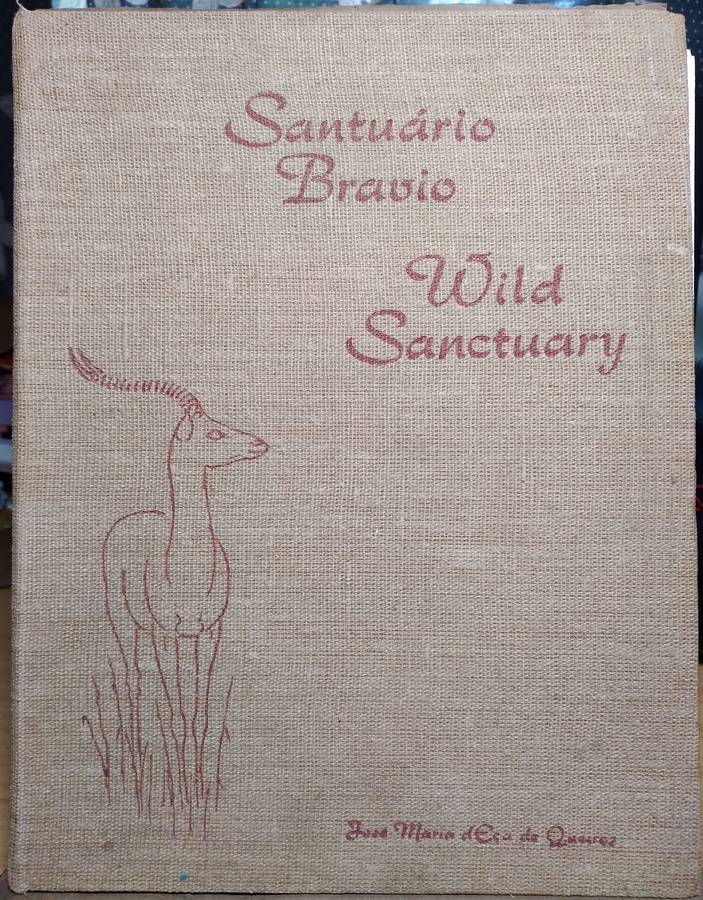 Santuário
Bravio
Wild
Sanctuary
José Maria d'Eça de Queiroz